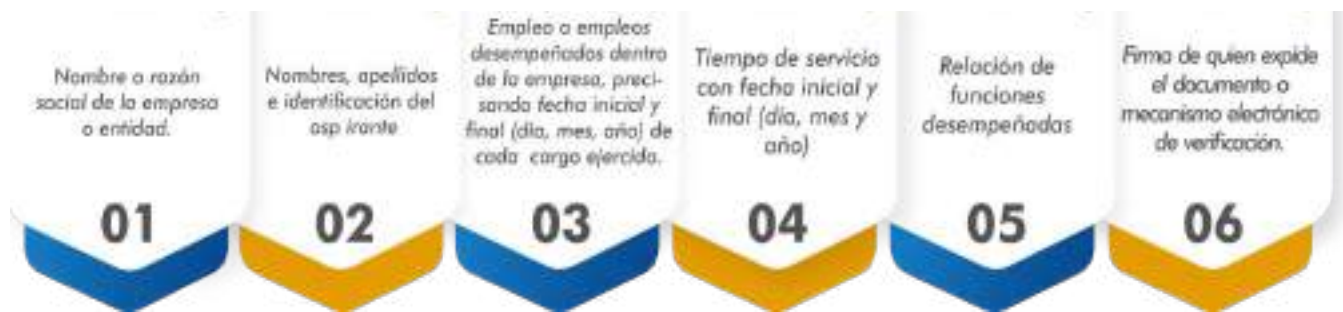 Nombre o razón
social de la empresa
o entidad.
01
Nombres, apellidos
e identificación del
asp irante
02
Empleo o empleos
desempeñados dentro
de la empresa, preci-
sando fecha inicial y
final (día, mes, año) de
cada cargo ejercido.
03
Tiempo de servicio
con fecha inicial y
final (día, mes y
año)
04
Relación de
funciones
desempeñadas
05
Firma de quien expide
el documento o
mecanismo electrónico
de verificación.
06